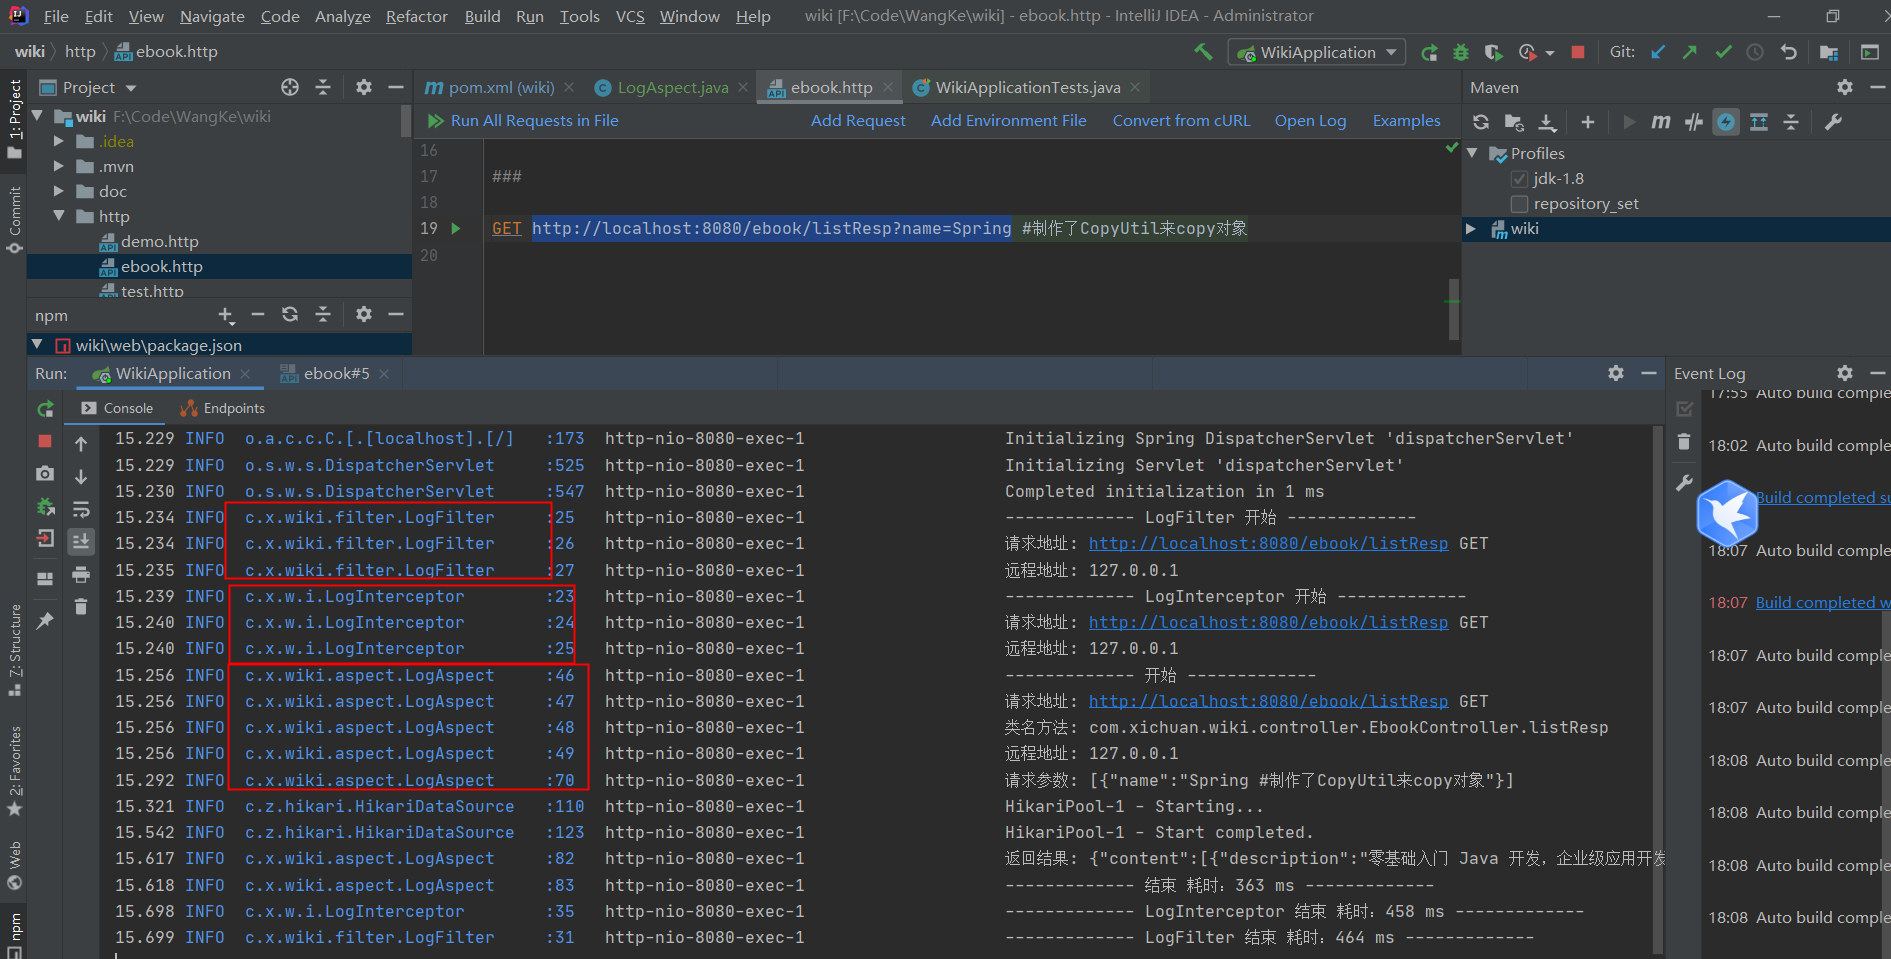 File Edit View Navigate Code Analyze Refactor Build Run Tools VCS Window Help wiki [F:\Code\WangKe\wiki] - ebook.http - IntelliJ IDEA - Administrator
wiki http ebook.http
WikiApplication Git:
1: Project
Commit
7: Structure
2: Favorites
Web
npm
Project
wiki F:\Code\WangKe\wiki
.idea
.mvn
doc
http
demo.http
ebook.http
test.http
npm
wiki\web\package.json
pom.xml (wiki) LogAspect.java ebook.http WikiApplicationTests.java
Run All Requests in File Add Request Add Environment File Convert from cURL Open Log Examples
16
17 ###
18
19 GET http://localhost:8080/ebook/listResp?name=Spring #制作了CopyUtil来copy对象
20
Maven
Profiles
jdk-1.8
repository_set
wiki
Run: WikiApplication ebook#5
Console Endpoints
15.229 INFO o.a.c.c.C.[.[localhost].[/] :173 http-nio-8080-exec-1 Initializing Spring DispatcherServlet 'dispatcherServlet'
15.229 INFO o.s.w.s.DispatcherServlet :525 http-nio-8080-exec-1 Initializing Servlet 'dispatcherServlet'
15.230 INFO o.s.w.s.DispatcherServlet :547 http-nio-8080-exec-1 Completed initialization in 1 ms
15.234 INFO c.x.wiki.filter.LogFilter :25 http-nio-8080-exec-1 ------------- LogFilter 开始 -------------
15.234 INFO c.x.wiki.filter.LogFilter :26 http-nio-8080-exec-1 请求地址: http://localhost:8080/ebook/listResp GET
15.235 INFO c.x.wiki.filter.LogFilter :27 http-nio-8080-exec-1 远程地址: 127.0.0.1
15.239 INFO c.x.w.i.LogInterceptor :23 http-nio-8080-exec-1 ------------- LogInterceptor 开始 -------------
15.240 INFO c.x.w.i.LogInterceptor :24 http-nio-8080-exec-1 请求地址: http://localhost:8080/ebook/listResp GET
15.240 INFO c.x.w.i.LogInterceptor :25 http-nio-8080-exec-1 远程地址: 127.0.0.1
15.256 INFO c.x.wiki.aspect.LogAspect :46 http-nio-8080-exec-1 ------------- 开始 -------------
15.256 INFO c.x.wiki.aspect.LogAspect :47 http-nio-8080-exec-1 请求地址: http://localhost:8080/ebook/listResp GET
15.256 INFO c.x.wiki.aspect.LogAspect :48 http-nio-8080-exec-1 类名方法: com.xichuan.wiki.controller.EbookController.listResp
15.256 INFO c.x.wiki.aspect.LogAspect :49 http-nio-8080-exec-1 远程地址: 127.0.0.1
15.292 INFO c.x.wiki.aspect.LogAspect :70 http-nio-8080-exec-1 请求参数: [{"name":"Spring #制作了CopyUtil来copy对象"}]
15.321 INFO c.z.hikari.HikariDataSource :110 http-nio-8080-exec-1 HikariPool-1 - Starting...
15.542 INFO c.z.hikari.HikariDataSource :123 http-nio-8080-exec-1 HikariPool-1 - Start completed.
15.617 INFO c.x.wiki.aspect.LogAspect :82 http-nio-8080-exec-1 返回结果: {"content":[{"description":"零基础入门 Java 开发，企业级应用开发
15.618 INFO c.x.wiki.aspect.LogAspect :83 http-nio-8080-exec-1 ------------- 结束 耗时：363 ms -------------
15.698 INFO c.x.w.i.LogInterceptor :35 http-nio-8080-exec-1 ------------- LogInterceptor 结束 耗时：458 ms -------------
15.699 INFO c.x.wiki.filter.LogFilter :31 http-nio-8080-exec-1 ------------- LogFilter 结束 耗时：464 ms -------------
Event Log
17:55 Auto build comple
18:02 Auto build comple
Build completed su
18:07 Auto build comple
18:07 Build completed w
18:07 Auto build comple
18:07 Auto build comple
18:08 Auto build comple
18:08 Auto build comple
18:08 Auto build comple
18:08 Auto build comple